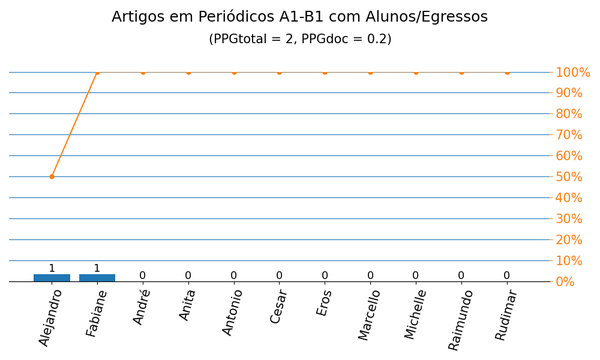 Artigos em Periódicos A1-B1 com Alunos/Egressos
(PPGtotal = 2, PPGdoc = 0.2)
100%
90%
80%
70%
60%
50%
40%
30%
20%
10%
0%
1 1 0 0 0 0 0 0 0 0 0
Alejandro
Fabiane
André
Anita
Antonio
Cesar
Eros
Marcello
Michelle
Raimundo
Rudimar